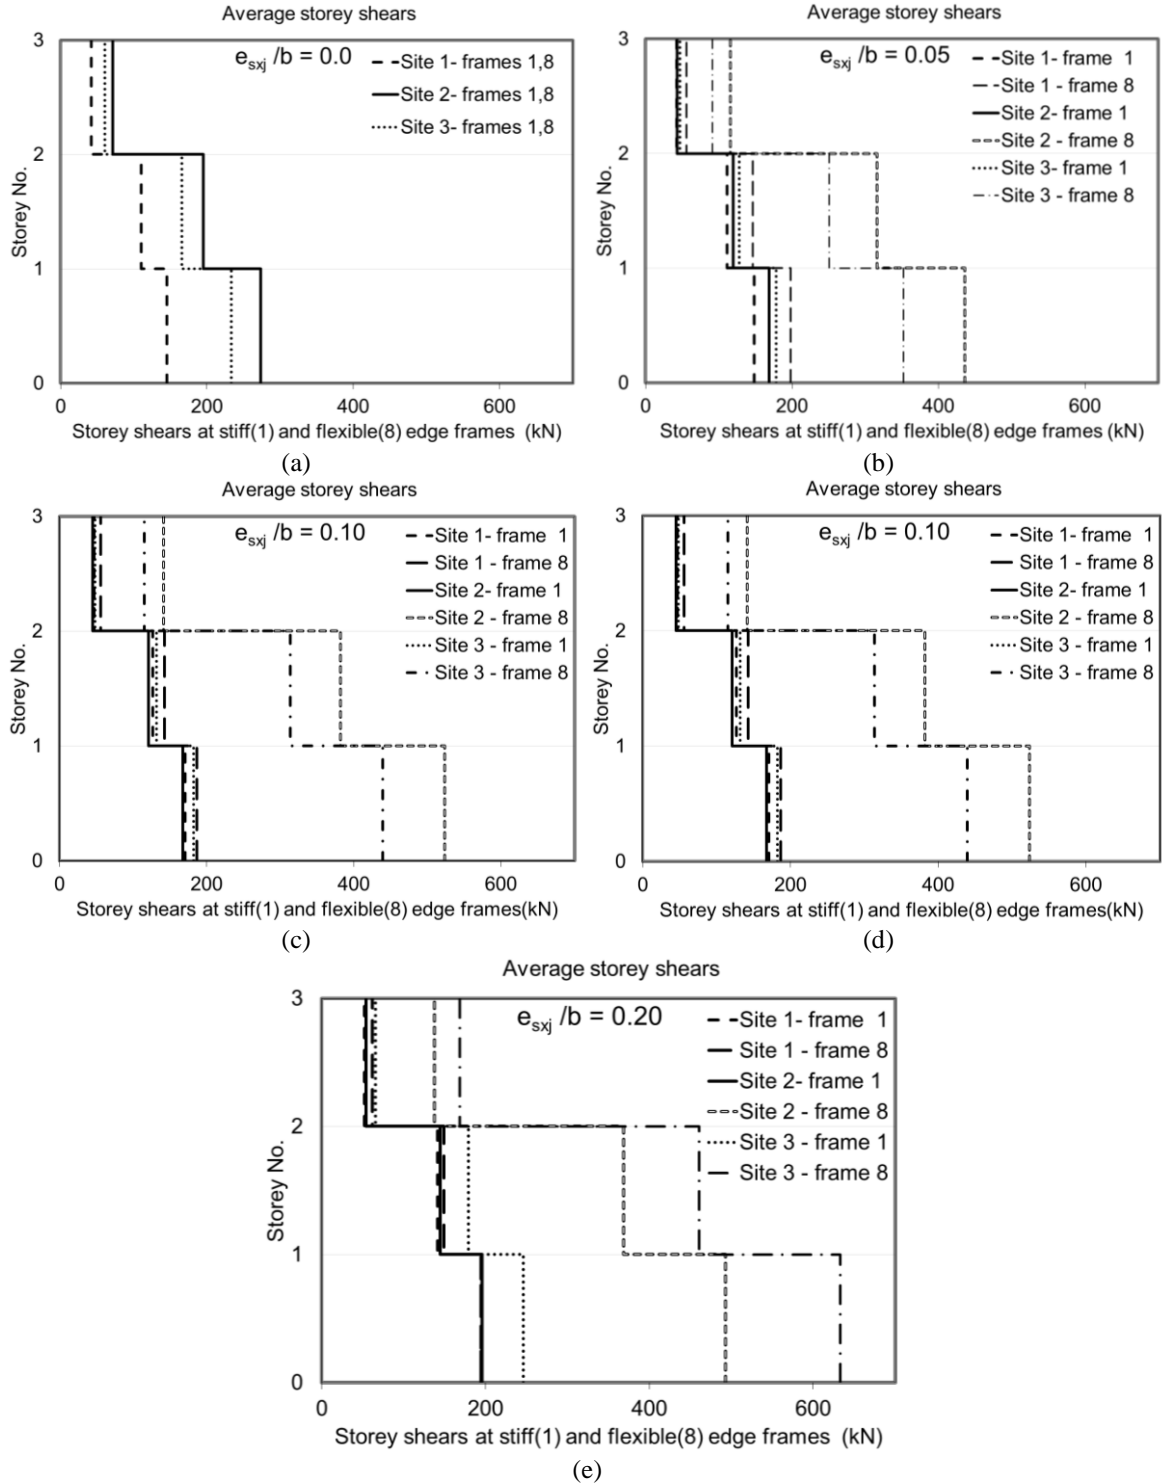 Average storey shears
e_sxj /b = 0.0
Site 1- frames 1,8
Site 2- frames 1,8
Site 3- frames 1,8
3
2
1
0
Storey No.
0 200 400 600
Storey shears at stiff(1) and flexible(8) edge frames (kN)
(a)
Average storey shears
e_sxj /b = 0.05
Site 1- frame 1
Site 1 - frame 8
Site 2- frame 1
Site 2 - frame 8
Site 3- frame 1
Site 3 - frame 8
3
2
1
0
Storey No.
0 200 400 600
Storey shears at stiff(1) and flexible(8) edge frames (kN)
(b)
Average storey shears
e_sxj /b = 0.10
Site 1- frame 1
Site 1 - frame 8
Site 2- frame 1
Site 2 - frame 8
Site 3 - frame 1
Site 3 - frame 8
3
2
1
0
Storey No.
0 200 400 600
Storey shears at stiff(1) and flexible(8) edge frames(kN)
(c)
Average storey shears
e_sxj /b = 0.10
Site 1- frame 1
Site 1 - frame 8
Site 2- frame 1
Site 2 - frame 8
Site 3 - frame 1
Site 3 - frame 8
3
2
1
0
Storey No.
0 200 400 600
Storey shears at stiff(1) and flexible(8) edge frames(kN)
(d)
Average storey shears
e_sxj /b = 0.20
Site 1- frame 1
Site 1 - frame 8
Site 2- frame 1
Site 2 - frame 8
Site 3 - frame 1
Site 3 - frame 8
3
2
1
0
Storey No.
0 200 400 600
Storey shears at stiff(1) and flexible(8) edge frames (kN)
(e)